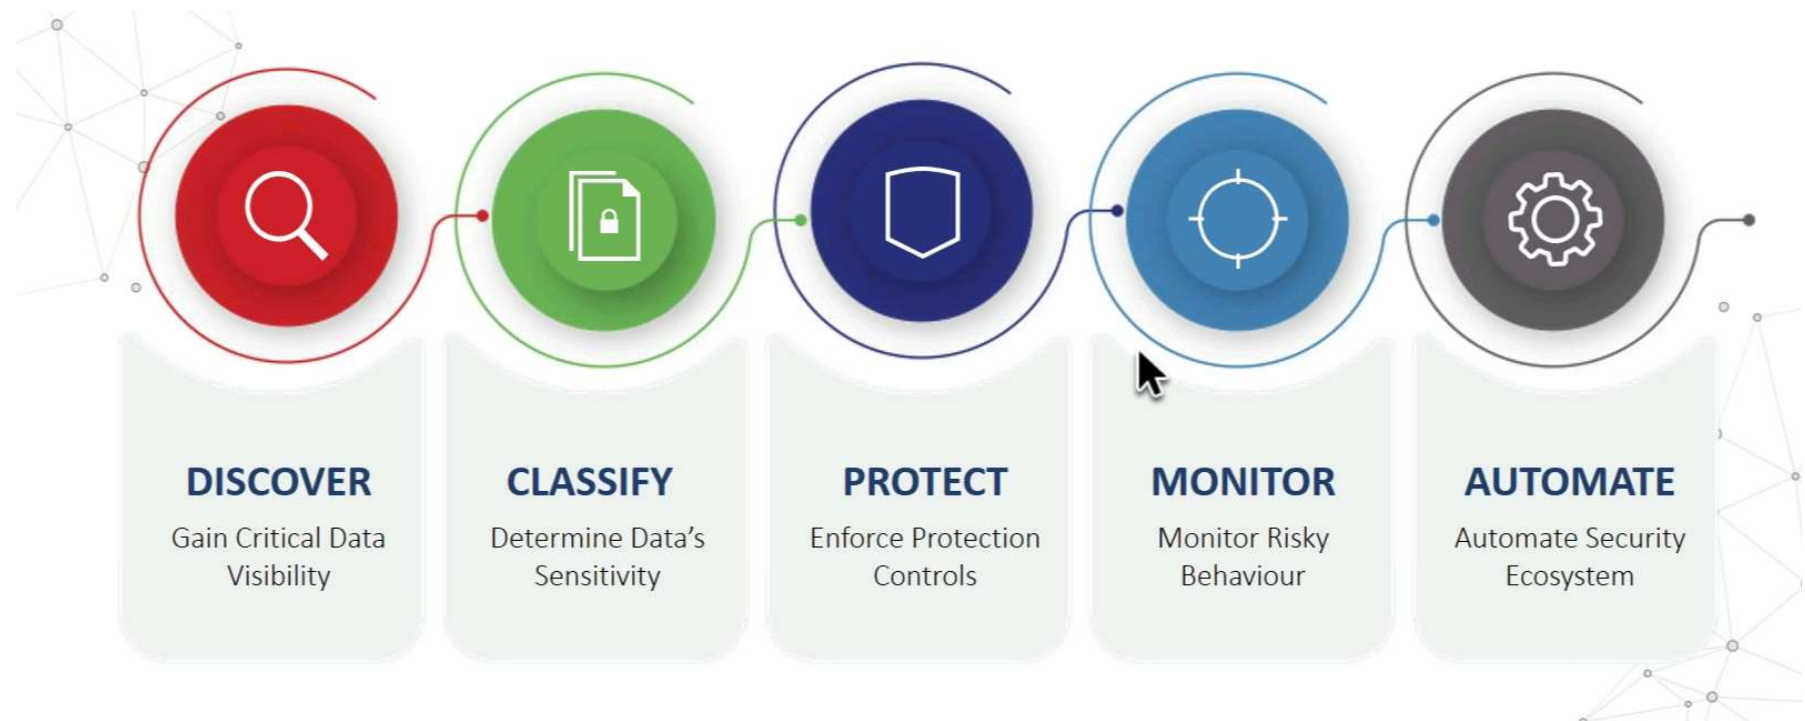 DISCOVER
Gain Critical Data
Visibility
CLASSIFY
Determine Data’s
Sensitivity
PROTECT
Enforce Protection
Controls
MONITOR
Monitor Risky
Behaviour
AUTOMATE
Automate Security
Ecosystem